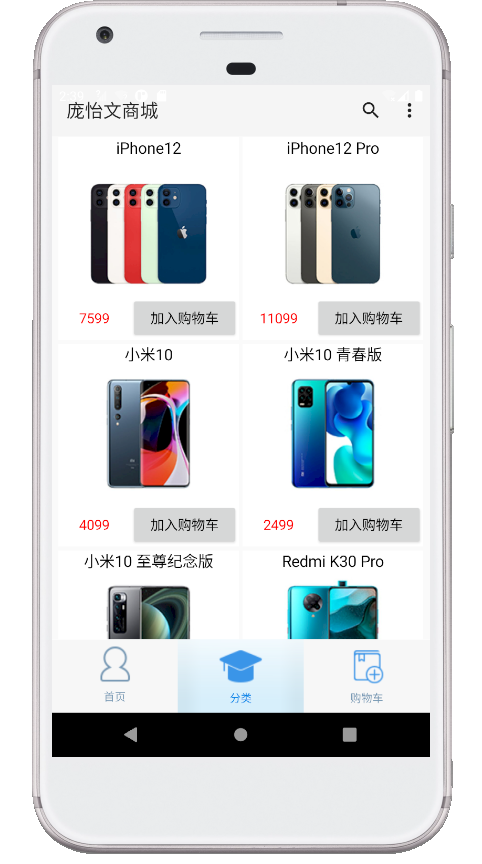 庞怡文商城
iPhone12
iPhone12 Pro
7599
加入购物车
11099
加入购物车
小米10
小米10 青春版
4099
加入购物车
2499
加入购物车
小米10 至尊纪念版
Redmi K30 Pro
首页
分类
购物车